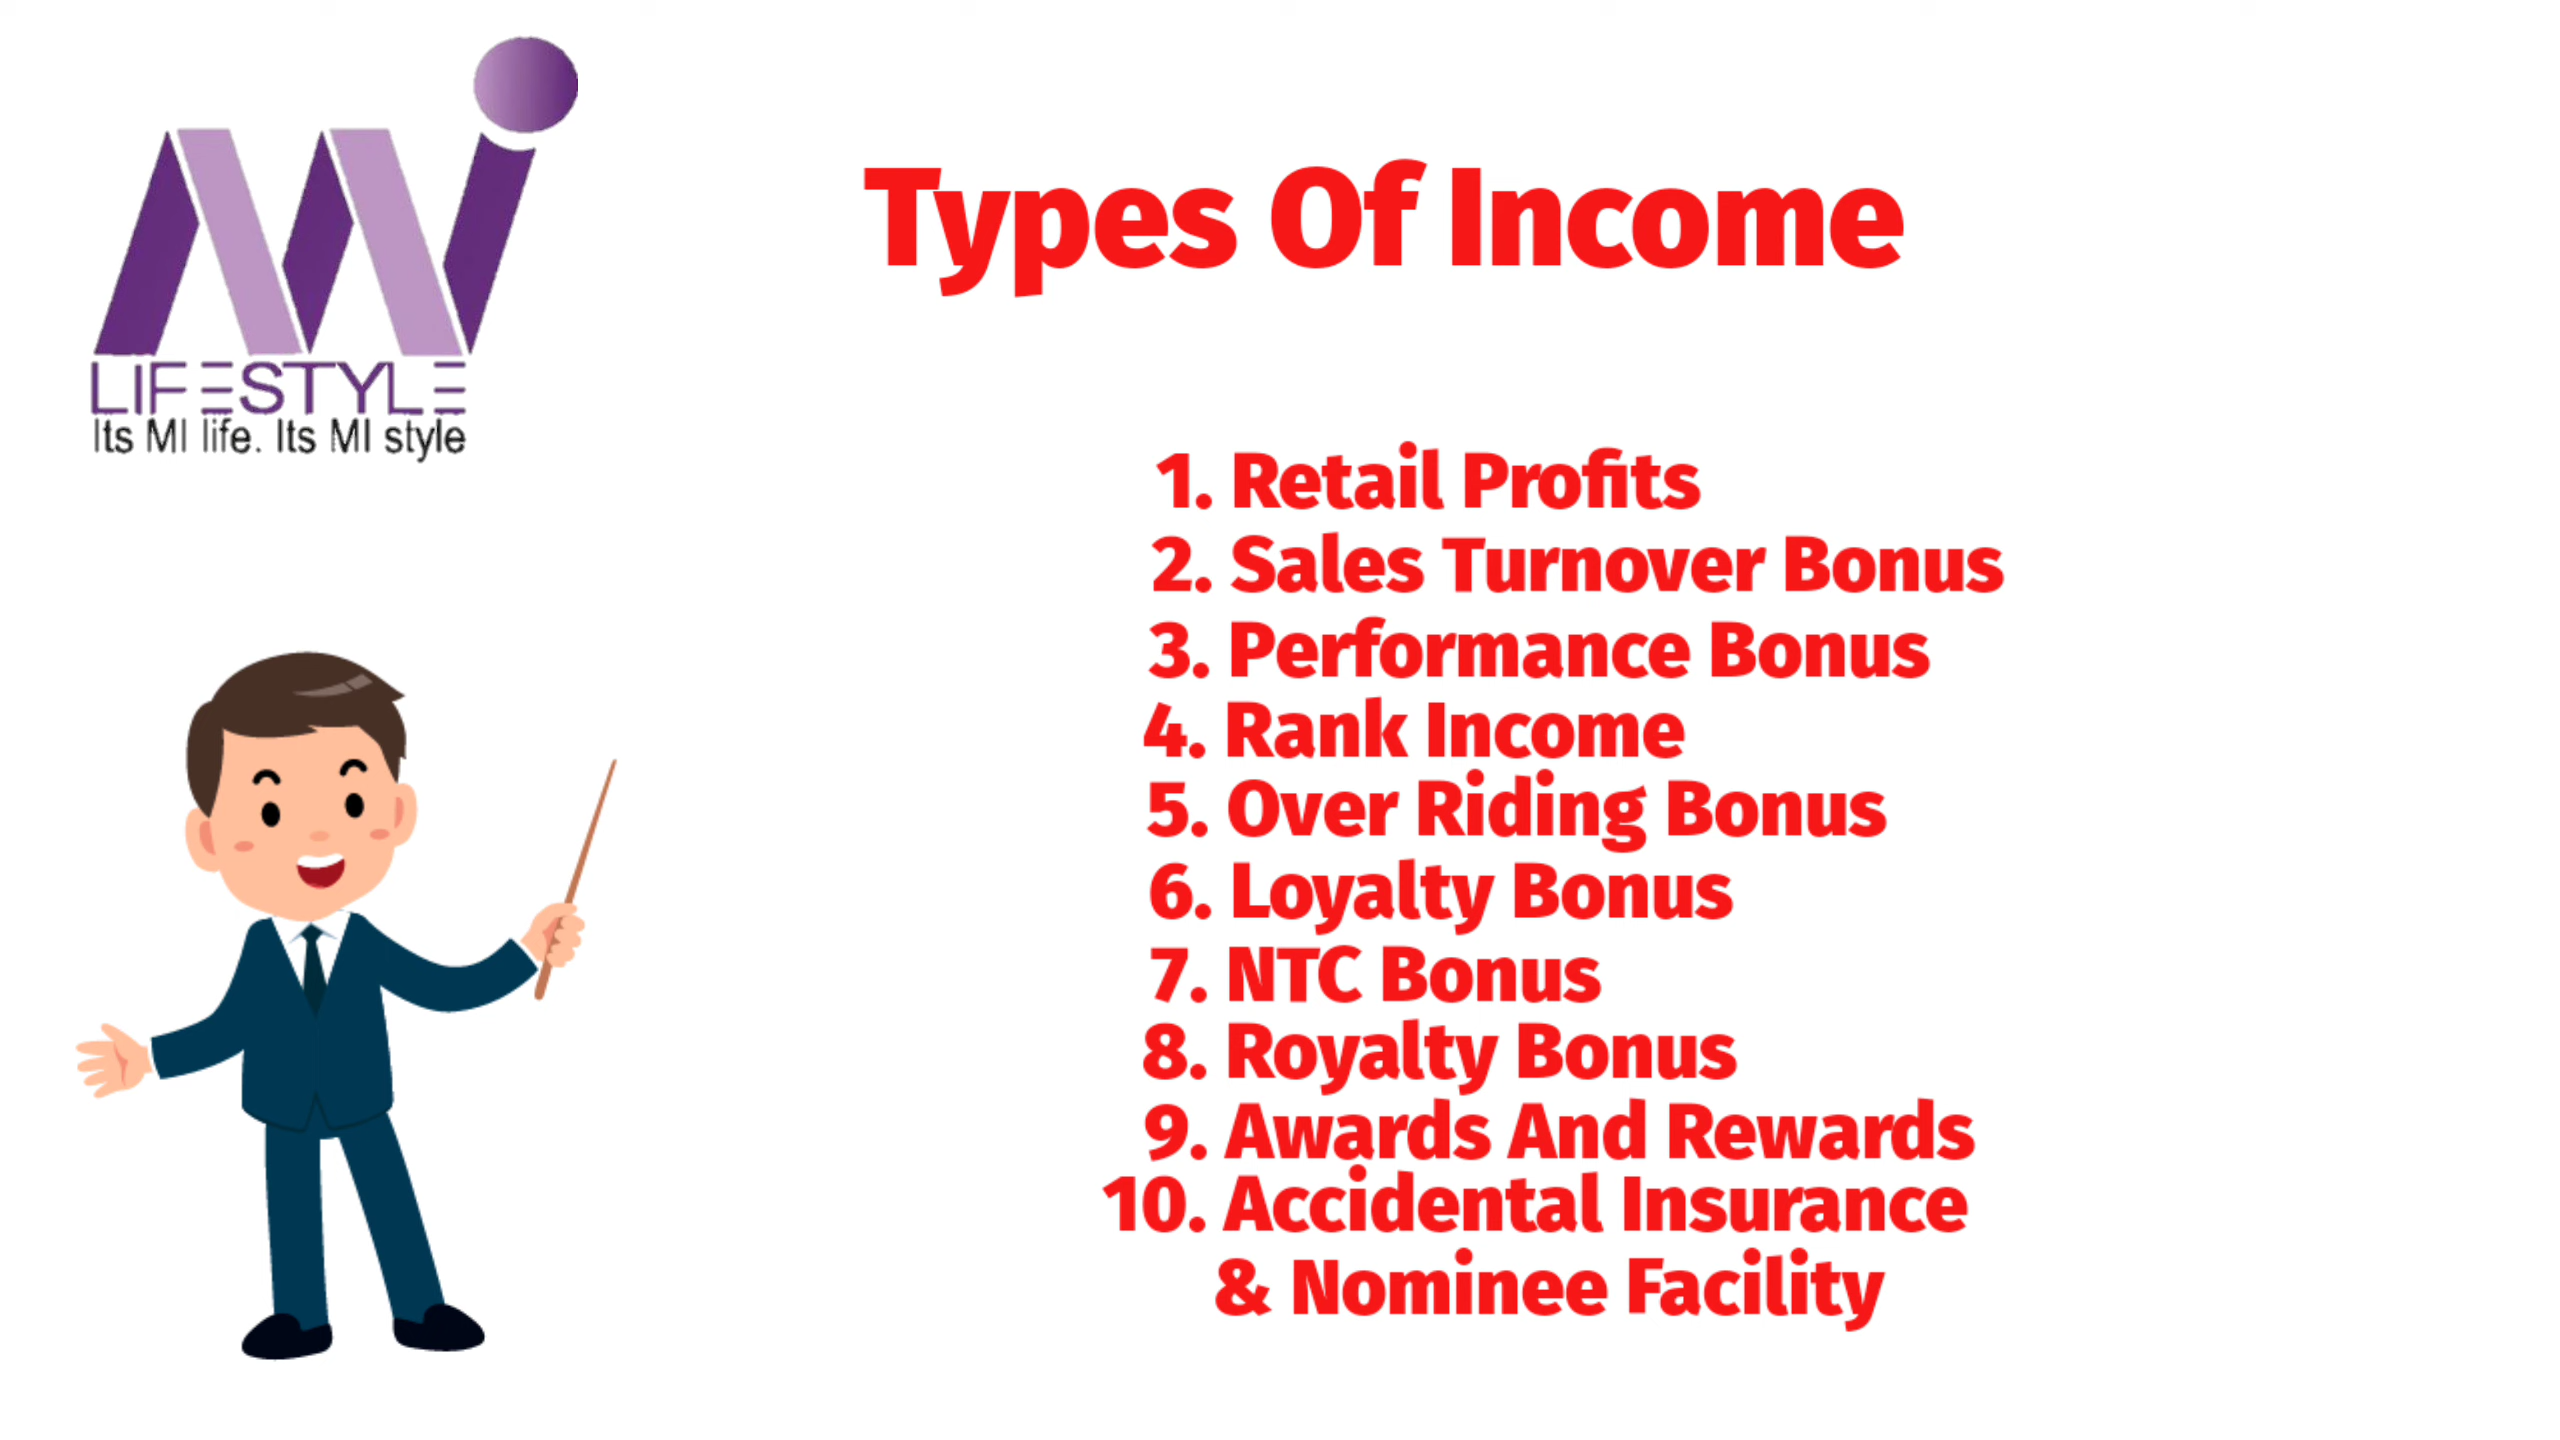 LIFESTYLE
Its MI life. Its MI style
Types Of Income
1. Retail Profits
2. Sales Turnover Bonus
3. Performance Bonus
4. Rank Income
5. Over Riding Bonus
6. Loyalty Bonus
7. NTC Bonus
8. Royalty Bonus
9. Awards And Rewards
10. Accidental Insurance
& Nominee Facility